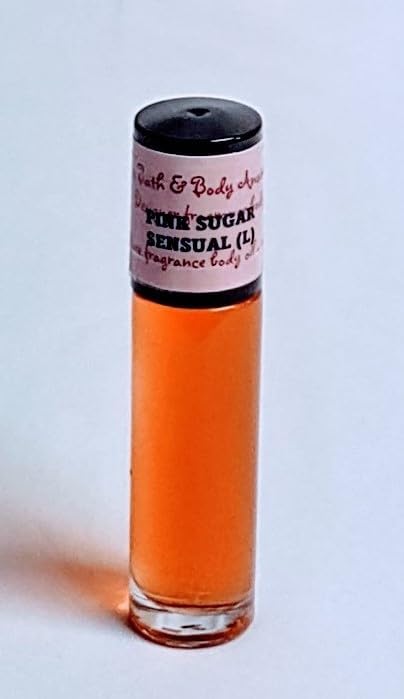 Bath & Body
PINK SUGAR
SENSUAL (L)
fragrance body oil